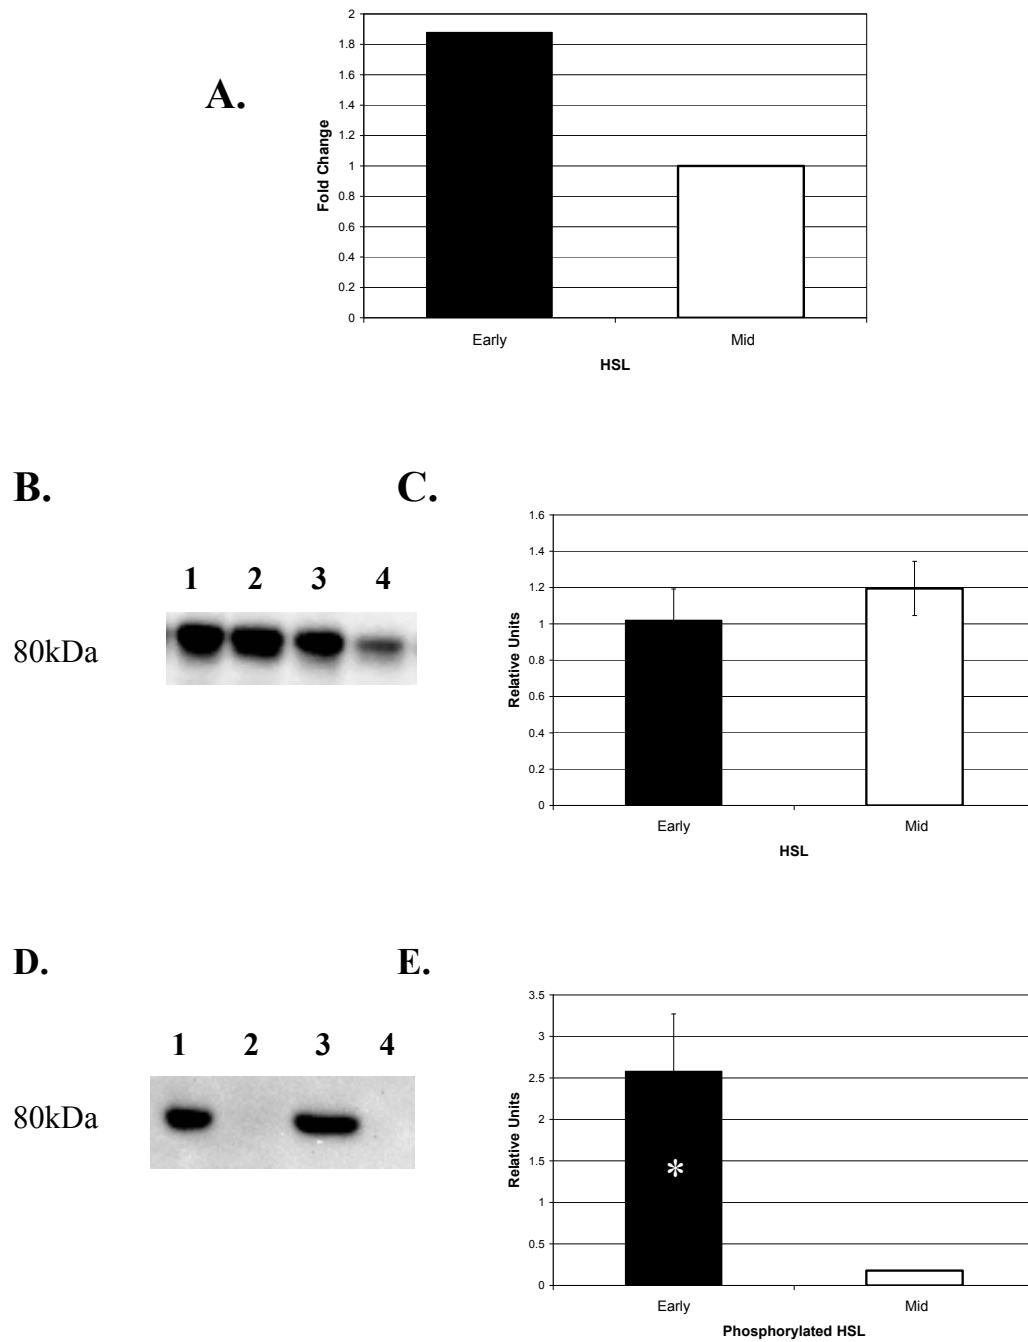 A.
2
1.8
1.6
1.4
1.2
1
0.8
0.6
0.4
0.2
0
Fold Change
Early Mid
HSL
B.
1 2 3 4
80kDa
C.
1.6
1.4
1.2
1
0.8
0.6
0.4
0.2
0
Relative Units
Early Mid
HSL
D.
1 2 3 4
80kDa
E.
3.5
3
2.5
2
1.5
1
0.5
0
Relative Units
*
Early Mid
Phosphorylated HSL